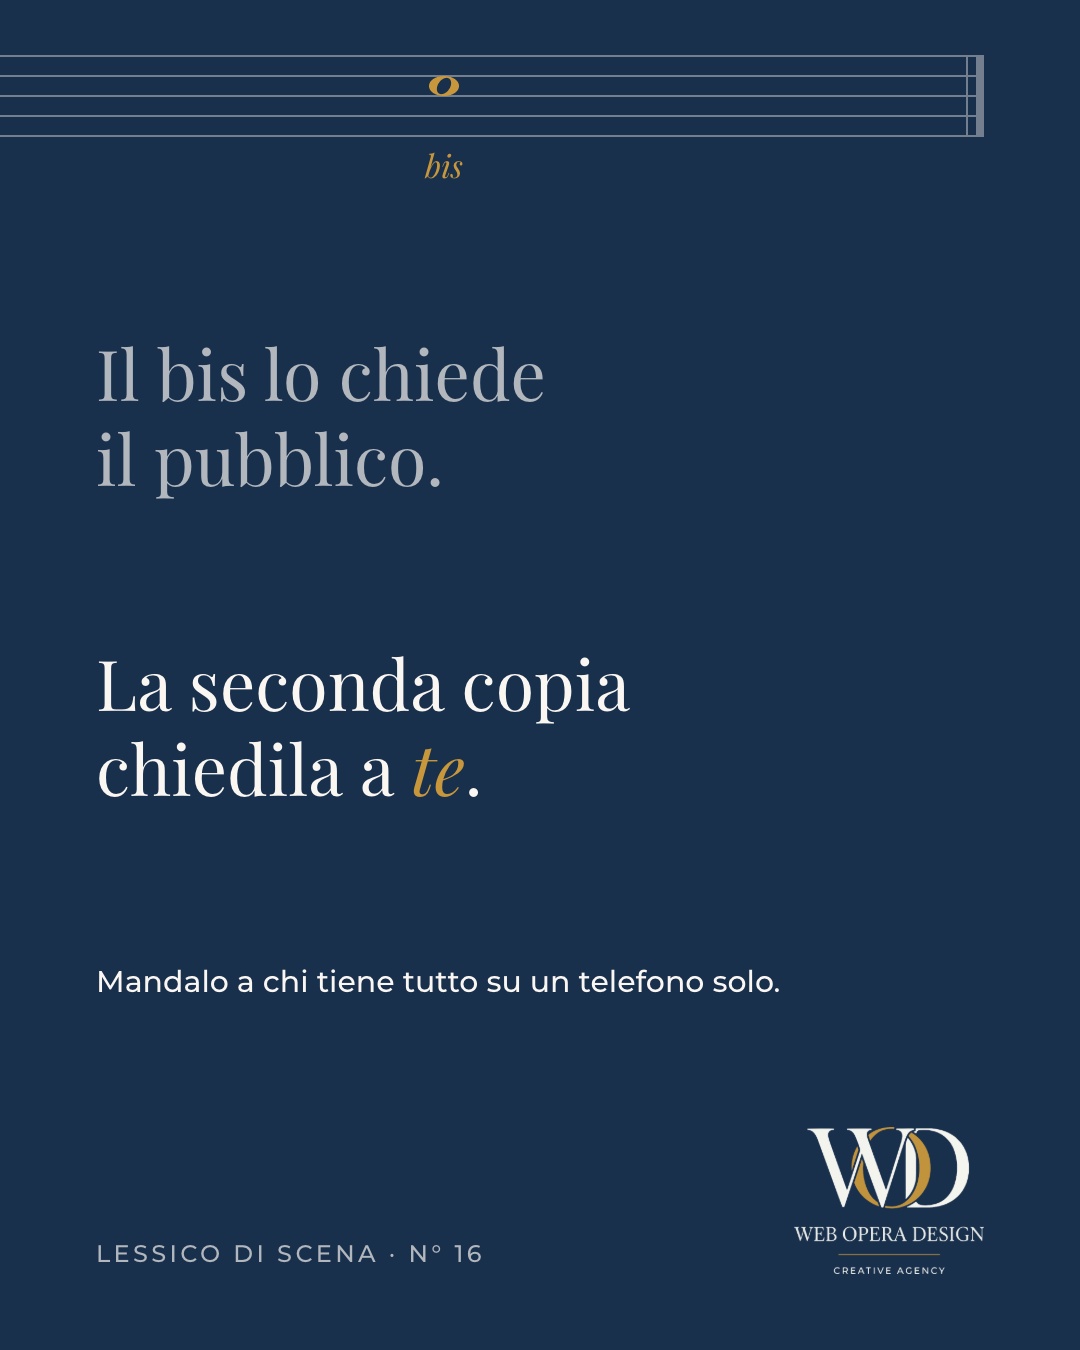 bis
Il bis lo chiede
il pubblico.
La seconda copia
chiedila a te.
Mandalo a chi tiene tutto su un telefono solo.
LESSICO DI SCENA · N° 16
WOD
WEB OPERA DESIGN
CREATIVE AGENCY